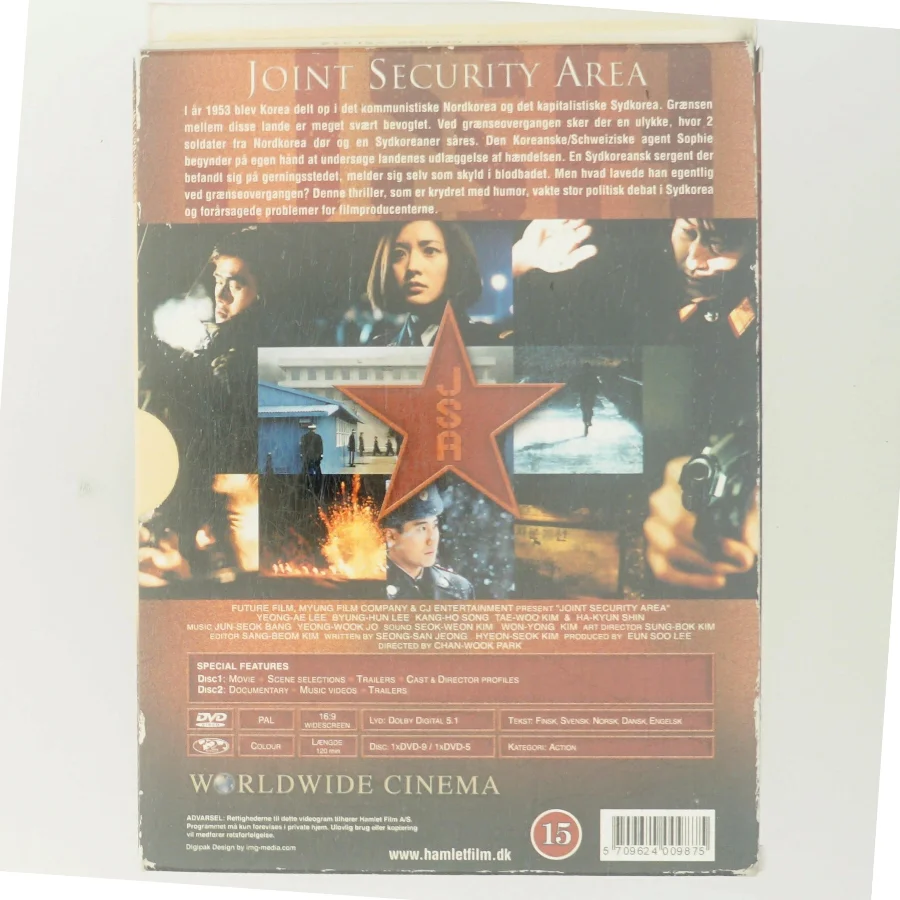 JOINT SECURITY AREA
I år 1953 blev Korea delt op i det kommunistiske Nordkorea og det kapitalistiske Sydkorea. Grænsen
mellem disse lande er meget svært bevogtet. Ved grænseovergangen sker der en ulykke, hvor 2
soldater fra Nordkorea dør og en Sydkoreaner såres. Den Koreanske/Schweiziske agent Sophie
begynder på egen hånd at undersøge landenes udlæggelse af hændelsen. En Sydkoreansk sergent der
befandt sig på gerningsstedet, melder sig selv som skyld i blodbadet. Men hvad lavede han egentlig
ved grænseovergangen? Denne thriller, som er krydret med humor, vakte stor politisk debat i Sydkorea
og forårsagede problemer for filmproducenterne.
JSA
FUTURE FILM, MYUNG FILM COMPANY & CJ ENTERTAINMENT PRESENT "JOINT SECURITY AREA"
YEONG-AE LEE BYUNG-HUN LEE KANG-HO SONG TAE-WOO KIM & HA-KYUN SHIN
MUSIC JUN-SEOK BANG YEONG-WOOK JO SOUND SEOK-WEON KIM WON-YONG KIM ART DIRECTOR SUNG-BOK KIM
EDITOR SANG-BEOM KIM WRITTEN BY SEONG-SAN JEONG HYEON-SEOK KIM PRODUCED BY EUN SOO LEE
DIRECTED BY CHAN-WOOK PARK
SPECIAL FEATURES
DISC1: MOVIE SCENE SELECTIONS TRAILERS CAST & DIRECTOR PROFILES
DISC2: DOCUMENTARY MUSIC VIDEOS TRAILERS
DVD PAL 16:9 WIDESCREEN LYD: DOLBY DIGITAL 5.1 TEKST: FINSK, SVENSK, NORSK, DANSK, ENGELSK
2 COLOUR LÆNGDE 120 min DISC: 1xDVD-9 / 1xDVD-5 KATEGORI: ACTION
WORLDWIDE CINEMA
ADVARSEL: Rettighederne til dette videogram tilhører Hamlet Film A/S.
Programmet må kun forevises i private hjem. Ulovlig brug eller kopiering
vil medfører retsforfølgelse.
Digipak Design by img-media.com
www.hamletfilm.dk
15
5 709624 009875